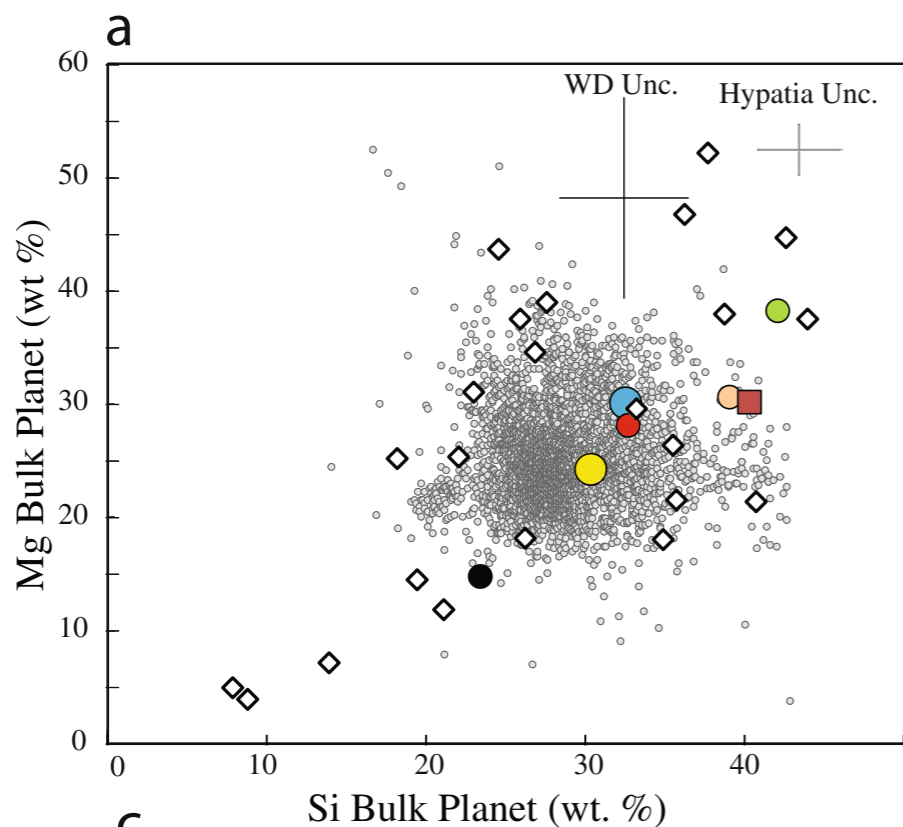 a
60
WD Unc.
Hypatia Unc.
50
40
30
20
10
0
Mg Bulk Planet (wt %)
0 10 20 30 40
Si Bulk Planet (wt. %)
c